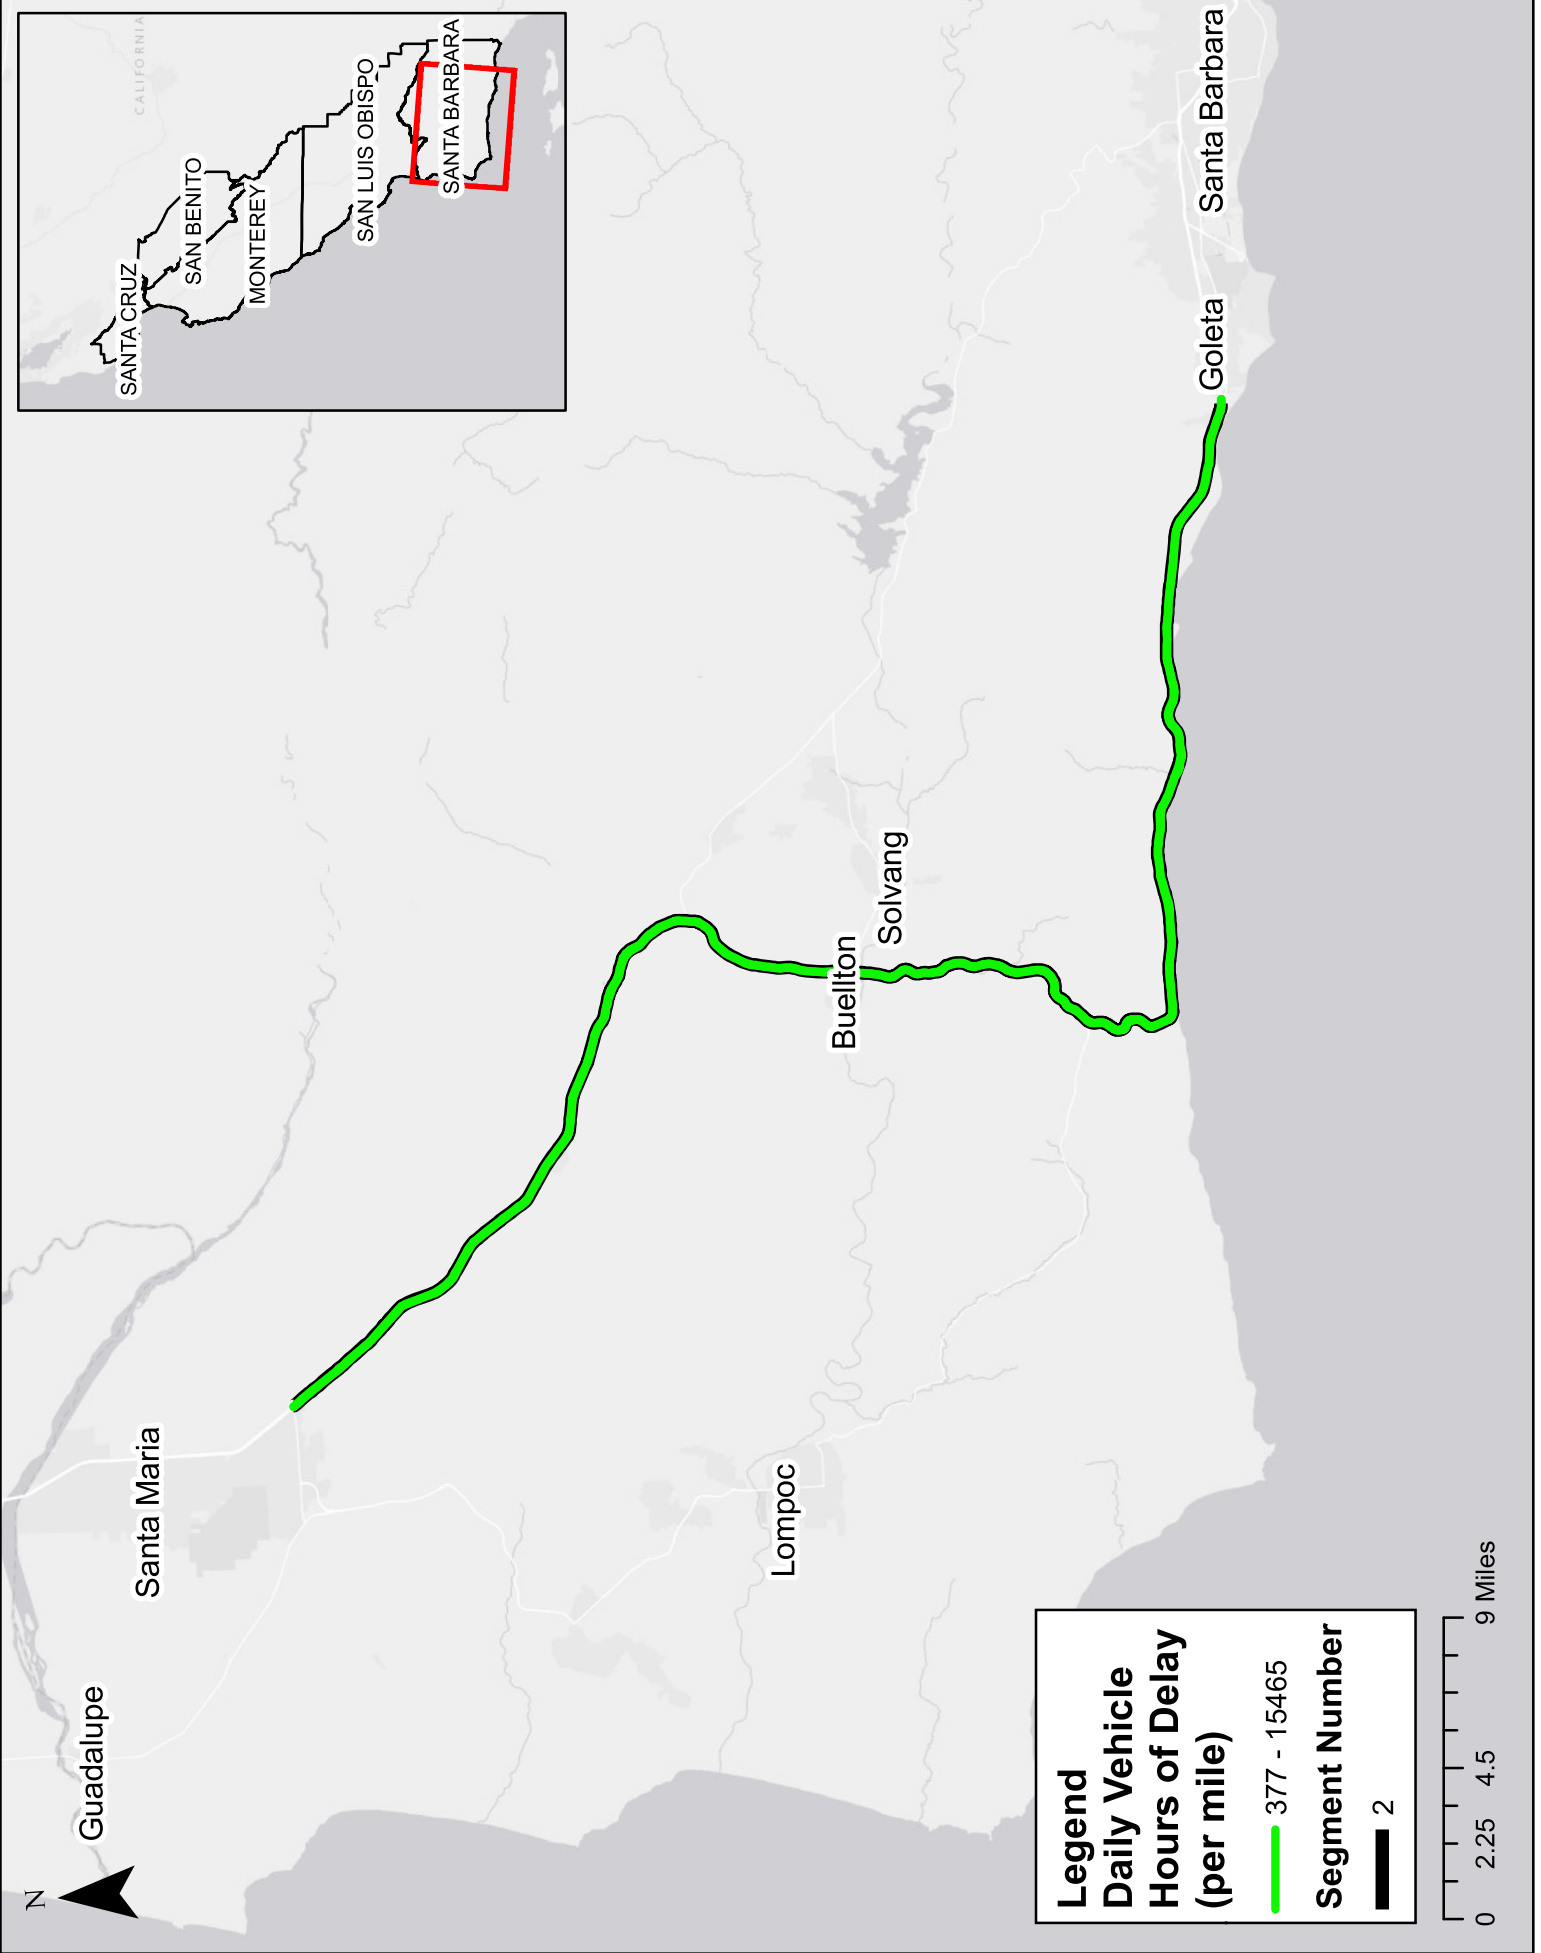 N
Guadalupe
Santa Maria
Lompoc
Buellton
Solvang
Goleta
Santa Barbara
CALIFORNIA
SANTA CRUZ
SAN BENITO
MONTEREY
SAN LUIS OBISPO
SANTA BARBARA
Legend
Daily Vehicle
Hours of Delay
(per mile)
377 - 15465
Segment Number
2
0 2.25 4.5 9 Miles